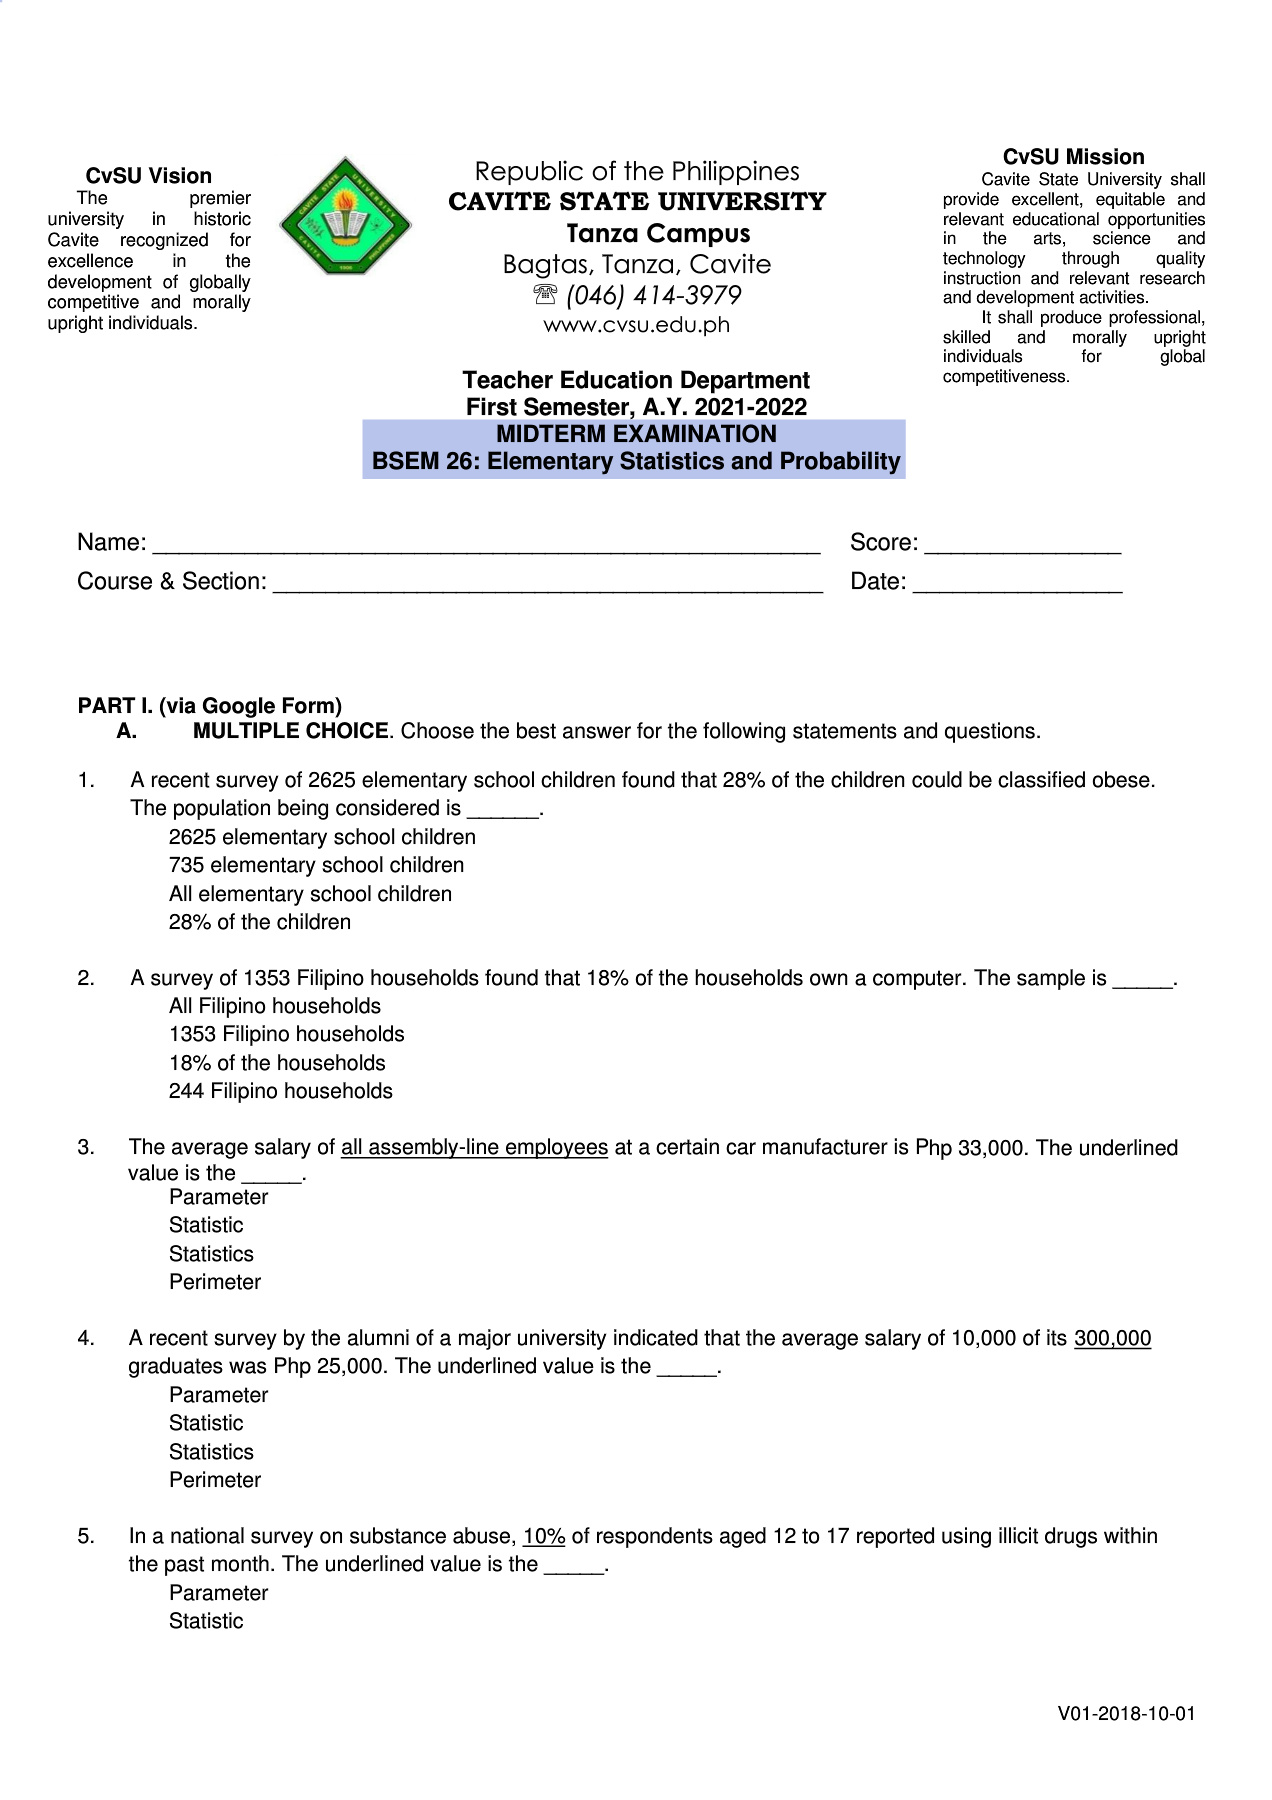 CvSU Vision
The premier
university in historic
Cavite recognized for
excellence in the
development of globally
competitive and morally
upright individuals.
Republic of the Philippines
CAVITE STATE UNIVERSITY
Tanza Campus
Bagtas, Tanza, Cavite
☏ (046) 414-3979
www.cvsu.edu.ph
CvSU Mission
Cavite State University shall
provide excellent, equitable and
relevant educational opportunities
in the arts, science and
technology through quality
instruction and relevant research
and development activities.
It shall produce professional,
skilled and morally upright
individuals for global
competitiveness.
Teacher Education Department
First Semester, A.Y. 2021-2022
MIDTERM EXAMINATION
BSEM 26: Elementary Statistics and Probability
Name: ___________________________________________________ Score: _______________
Course & Section: __________________________________________ Date: ________________
PART I. (via Google Form)
A. MULTIPLE CHOICE. Choose the best answer for the following statements and questions.
1. A recent survey of 2625 elementary school children found that 28% of the children could be classified obese.
The population being considered is ______.
2625 elementary school children
735 elementary school children
All elementary school children
28% of the children
2. A survey of 1353 Filipino households found that 18% of the households own a computer. The sample is _____.
All Filipino households
1353 Filipino households
18% of the households
244 Filipino households
3. The average salary of all assembly-line employees at a certain car manufacturer is Php 33,000. The underlined
value is the _____.
Parameter
Statistic
Statistics
Perimeter
4. A recent survey by the alumni of a major university indicated that the average salary of 10,000 of its 300,000
graduates was Php 25,000. The underlined value is the _____.
Parameter
Statistic
Statistics
Perimeter
5. In a national survey on substance abuse, 10% of respondents aged 12 to 17 reported using illicit drugs within
the past month. The underlined value is the _____.
Parameter
Statistic
V01-2018-10-01